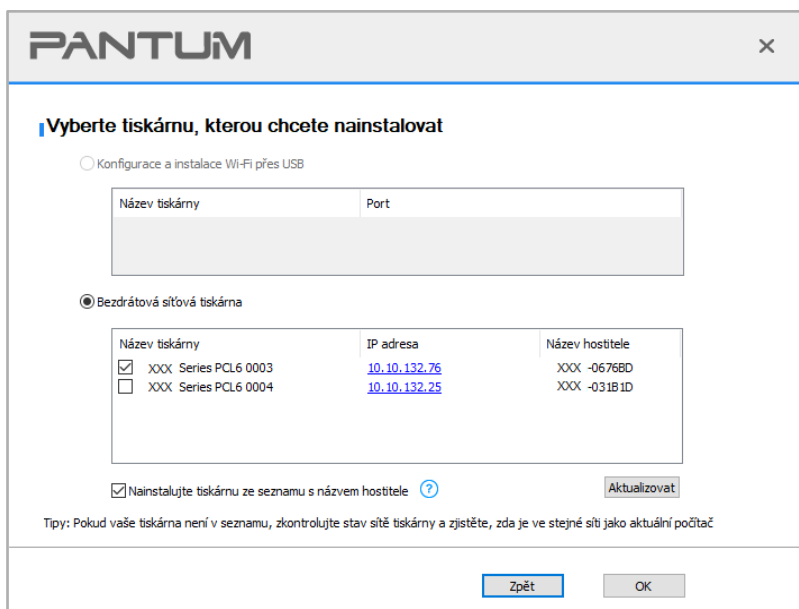 PANTUM
Vyberte tiskárnu, kterou chcete nainstalovat
Konfigurace a instalace Wi-Fi přes USB
Název tiskárny Port
Bezdrátová síťová tiskárna
Název tiskárny IP adresa Název hostitele
XXX Series PCL6 0003 10.10.132.76 XXX -0676BD
XXX Series PCL6 0004 10.10.132.25 XXX -031B1D
Nainstalujte tiskárnu ze seznamu s názvem hostitele ? Aktualizovat
Tipy: Pokud vaše tiskárna není v seznamu, zkontrolujte stav sítě tiskárny a zjistěte, zda je ve stejné síti jako aktuální počítač
Zpět OK